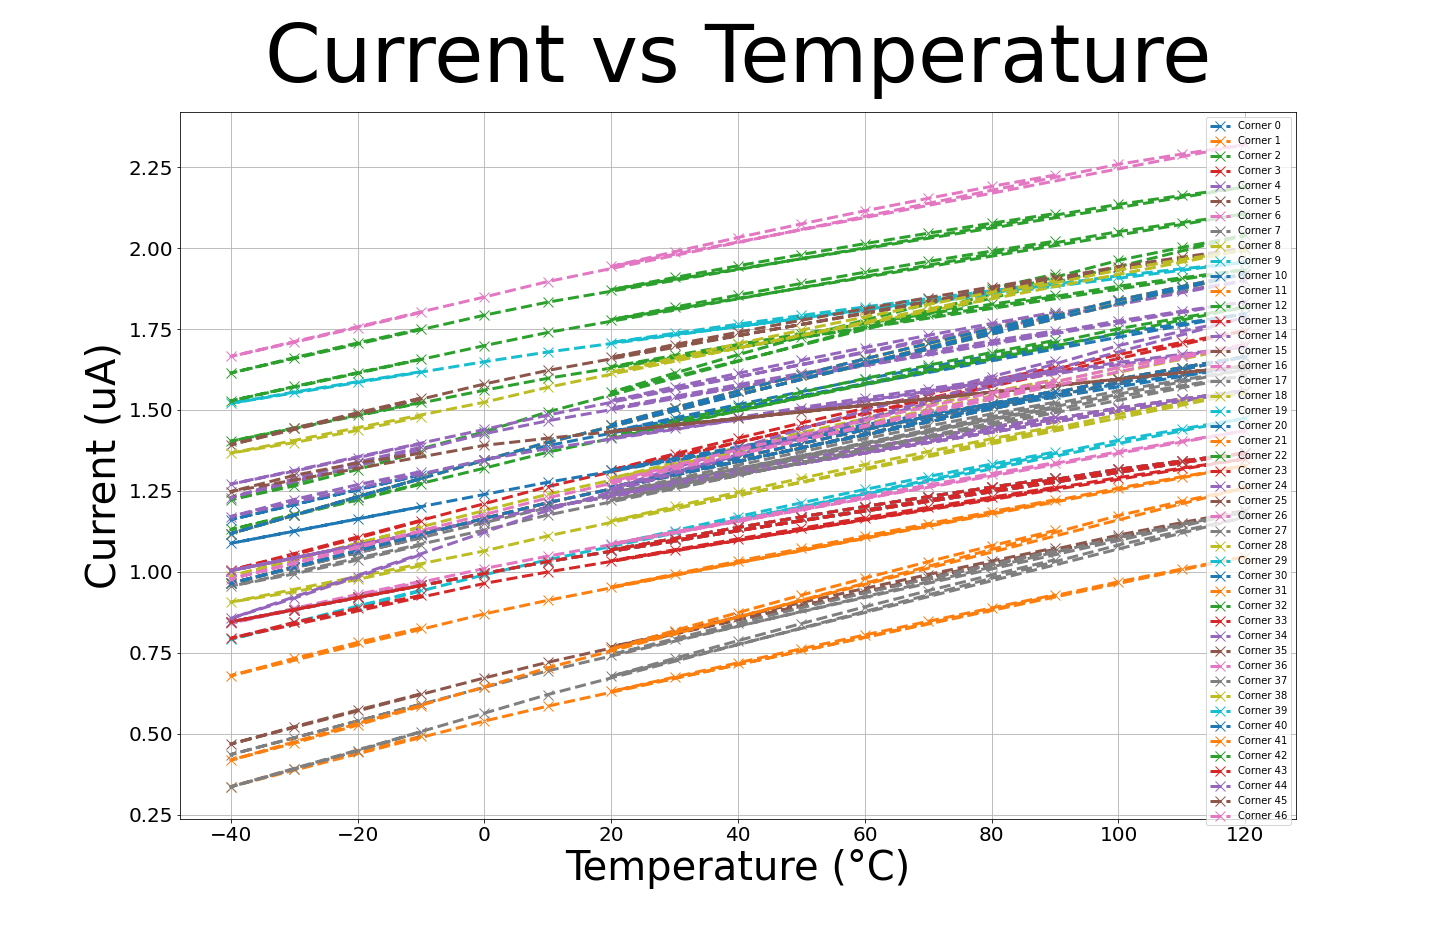 Current vs Temperature
Current (uA)
2.25
2.00
1.75
1.50
1.25
1.00
0.75
0.50
0.25
−40
−20
0
20
40
60
80
100
120
Temperature (°C)
Corner 0
Corner 1
Corner 2
Corner 3
Corner 4
Corner 5
Corner 6
Corner 7
Corner 8
Corner 9
Corner 10
Corner 11
Corner 12
Corner 13
Corner 14
Corner 15
Corner 16
Corner 17
Corner 18
Corner 19
Corner 20
Corner 21
Corner 22
Corner 23
Corner 24
Corner 25
Corner 26
Corner 27
Corner 28
Corner 29
Corner 30
Corner 31
Corner 32
Corner 33
Corner 34
Corner 35
Corner 36
Corner 37
Corner 38
Corner 39
Corner 40
Corner 41
Corner 42
Corner 43
Corner 44
Corner 45
Corner 46